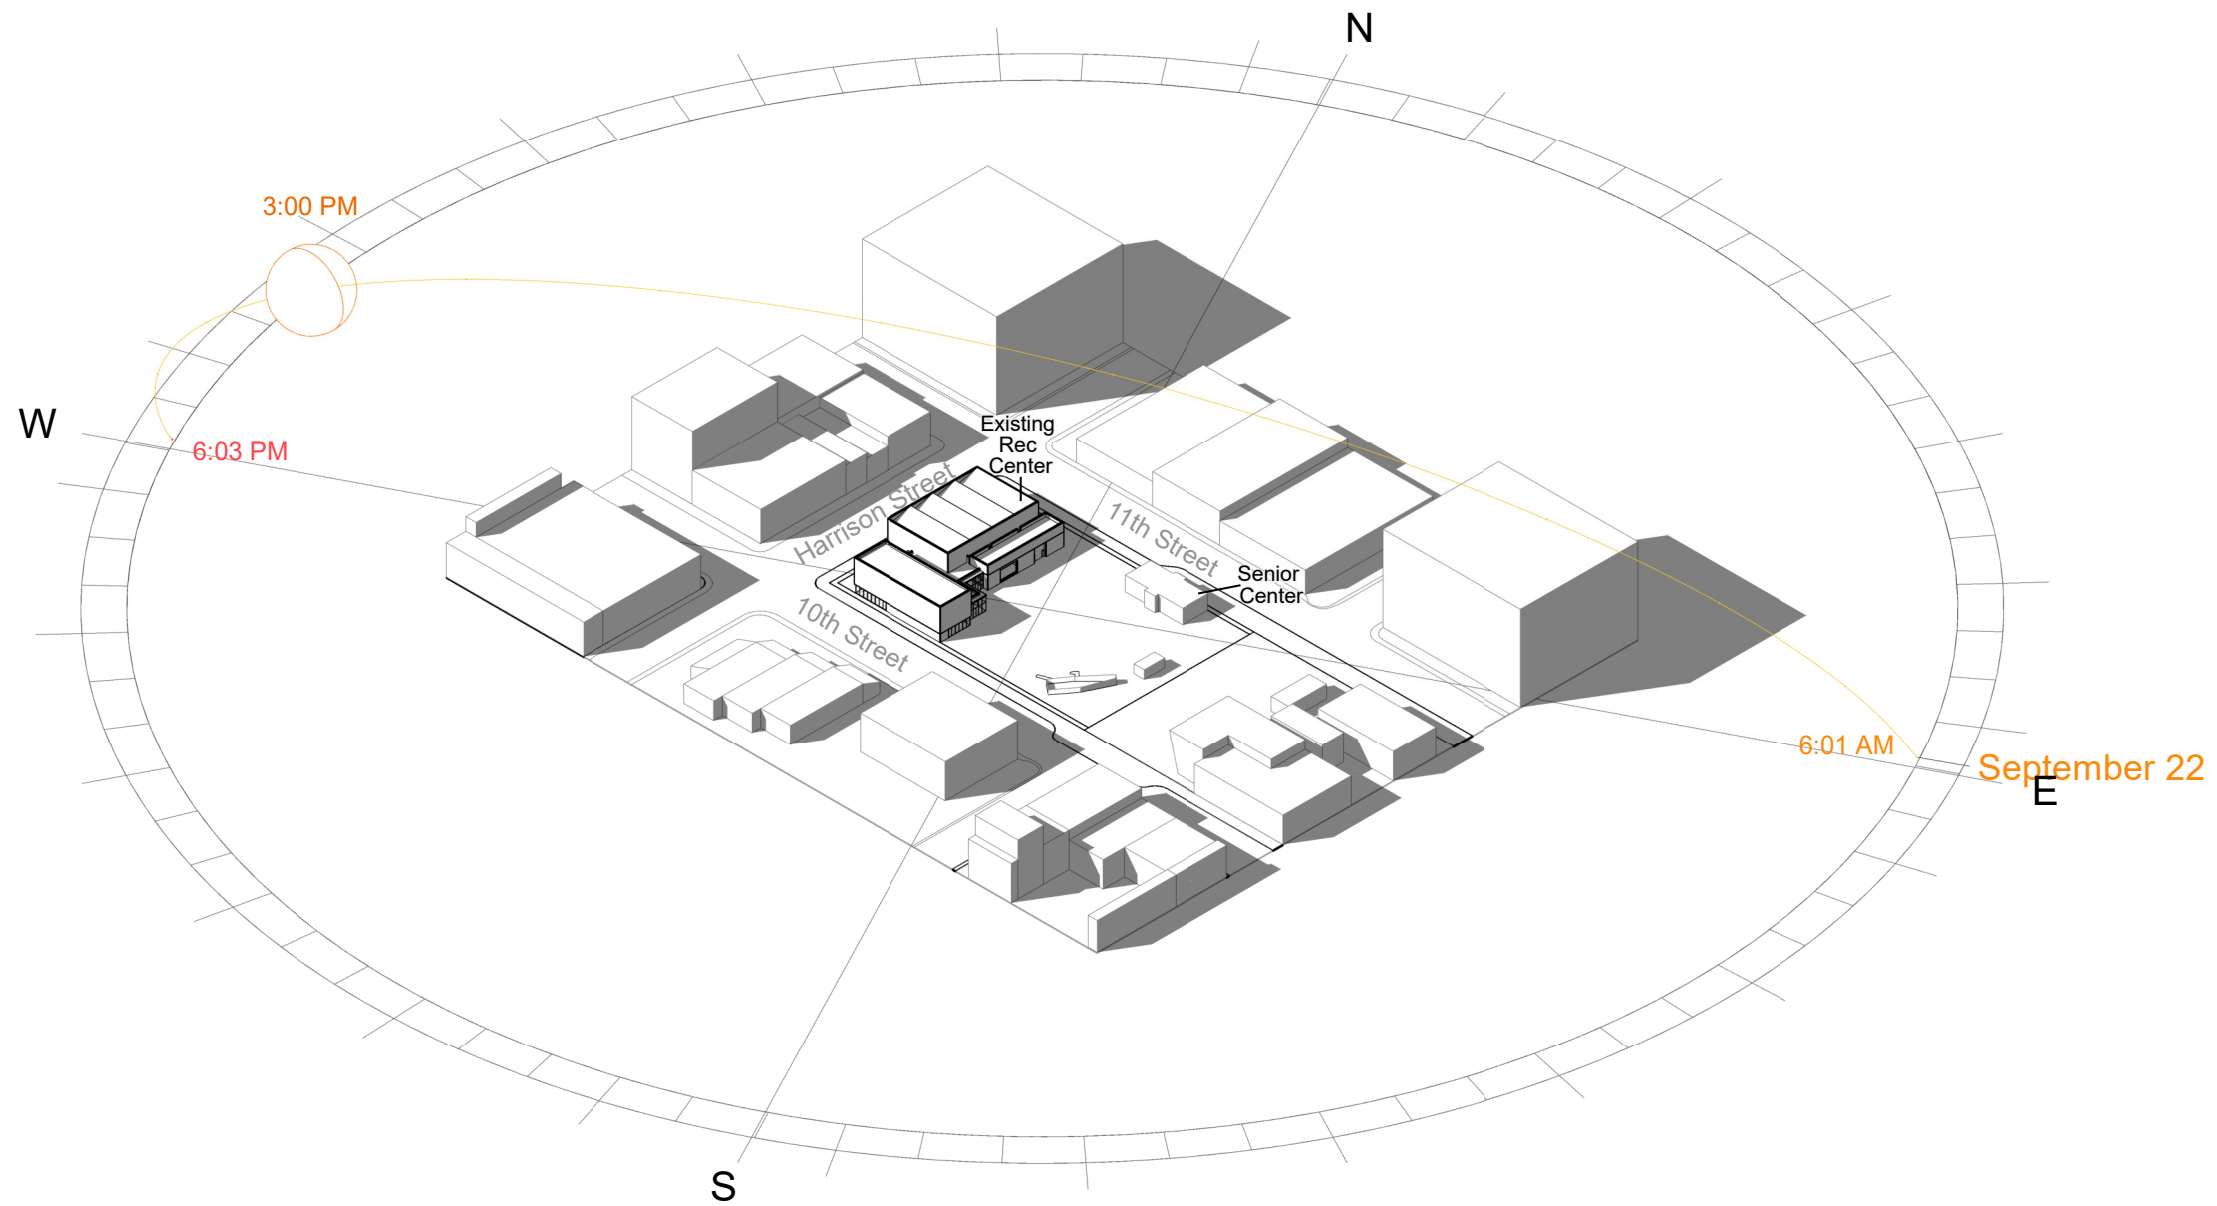 N
3:00 PM
W
6:03 PM
Existing
Rec
Center
Harrison Street
11th Street
Senior
Center
10th Street
6:01 AM
September 22
E
S